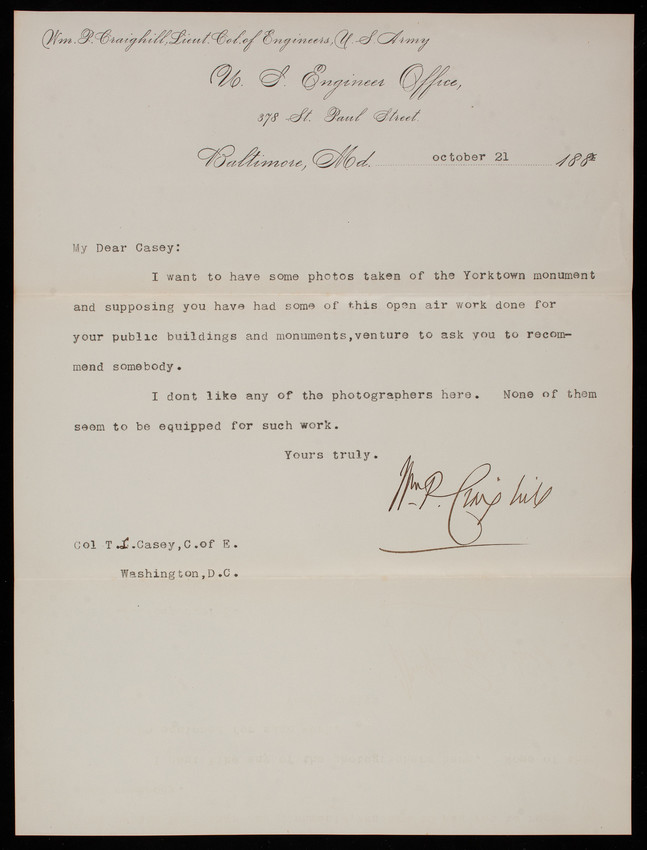 Wm. P. Craighill, Lieut. Col. of Engineers, U. S. Army
U. S. Engineer Office,
378 St. Paul Street.
Baltimore, Md. october 21 188
My Dear Casey:
I want to have some photos taken of the Yorktown monument
and supposing you have had some of this open air work done for
your public buildings and monuments,venture to ask you to recom-
mend somebody.
I dont like any of the photographers here. None of them
seem to be equipped for such work.
Yours truly.
Wm. P. Craighill
Col T.L.Casey,C.of E.
Washington,D.C.